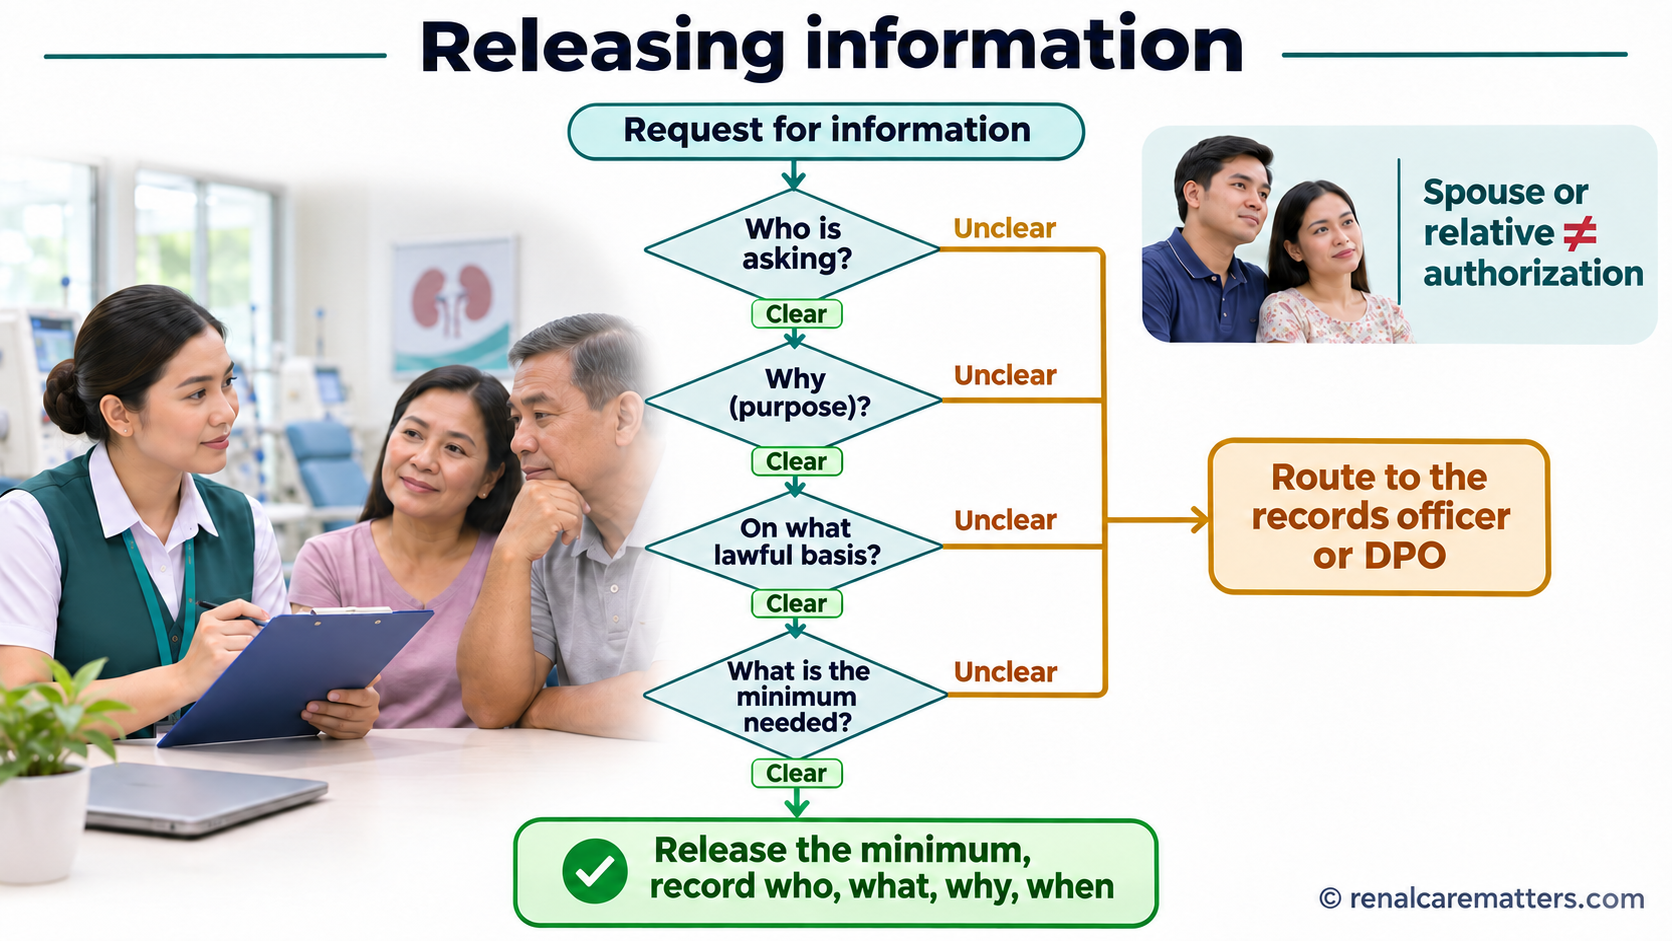 Releasing information
Request for information
Who is
asking?
Unclear
Clear
Why
(purpose)?
Unclear
Clear
On what
lawful basis?
Unclear
Clear
What is the
minimum
needed?
Unclear
Clear
Release the minimum,
record who, what, why, when
Route to the
records officer
or DPO
Spouse or
relative ≠
authorization
© renalcarematters.com